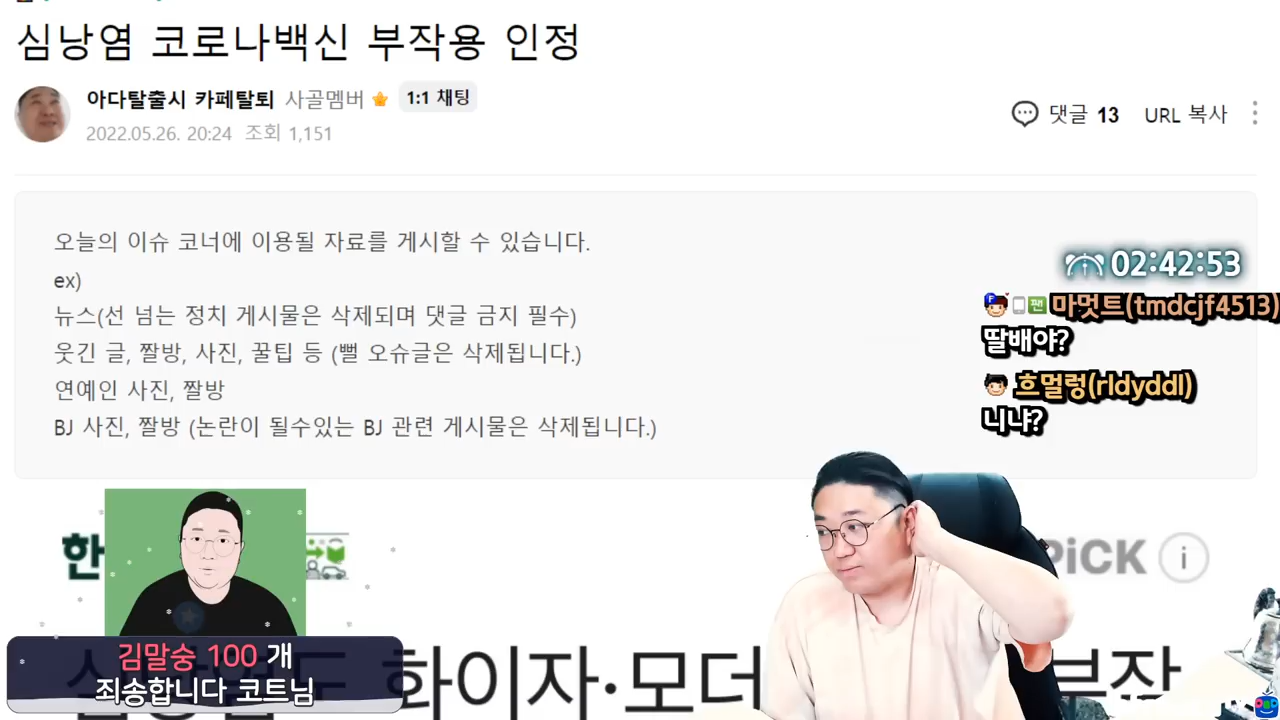 심낭염 코로나백신 부작용 인정
아다탈출시 카페탈퇴 사골멤버 1:1 채팅
2022.05.26. 20:24 조회 1,151
댓글 13 URL 복사
오늘의 이슈 코너에 이용될 자료를 게시할 수 있습니다.
ex)
뉴스(선 넘는 정치 게시물은 삭제되며 댓글 금지 필수)
웃긴 글, 짤방, 사진, 꿀팁 등 (뻘 오슈글은 삭제됩니다.)
연예인 사진, 짤방
BJ 사진, 짤방 (논란이 될수있는 BJ 관련 게시물은 삭제됩니다.)
02:42:53
F 팬 마멋트(tmdcjf4513)
딸배야?
흐멀렁(rldyddl)
니냐?
한
PiCK i
김말숭 100 개
죄송합니다 코트님
화이자·모더
부작